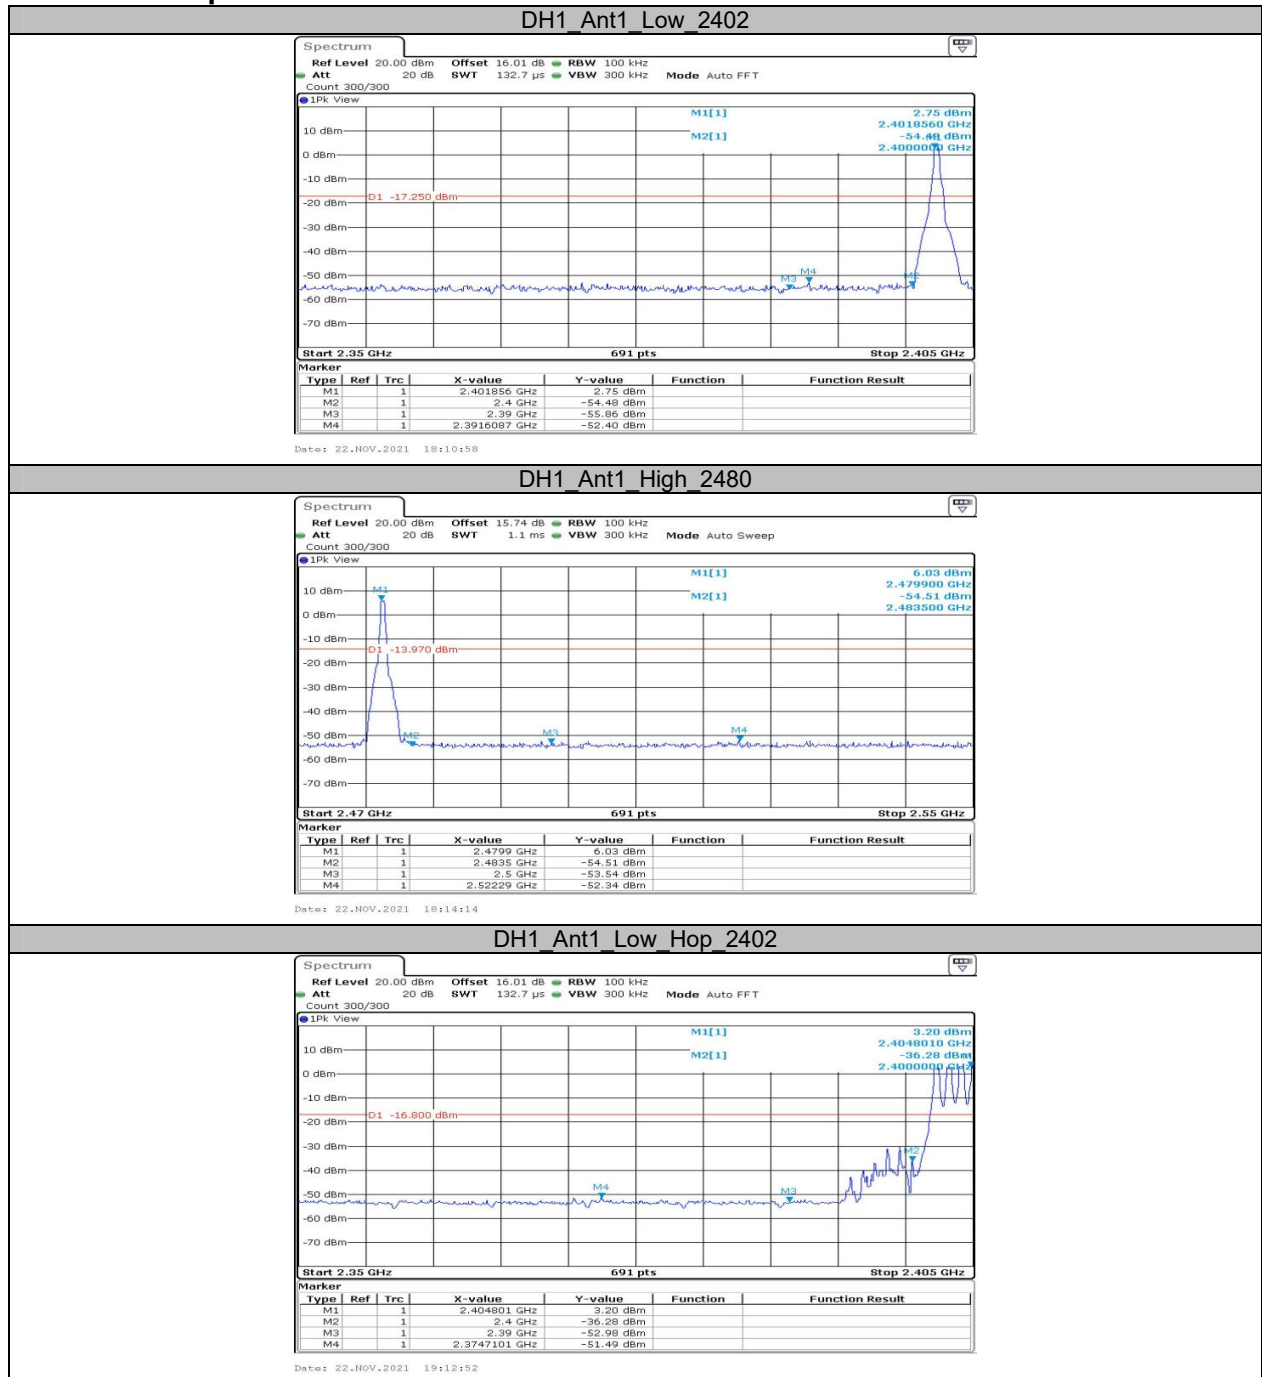 DH1_Ant1_Low_2402
Spectrum
Ref Level 20.00 dBm Offset 16.01 dB RBW 100 kHz
Att 20 dB SWT 132.7 µs VBW 300 kHz Mode Auto FFT
Count 300/300
1Pk View
M1[1] 2.75 dBm
2.4018560 GHz
10 dBm
M2[1] -54.48 dBm
2.4000000 GHz
0 dBm
-10 dBm
D1 -17.250 dBm
-20 dBm
-30 dBm
-40 dBm
-50 dBm
M3 M4 M2
-60 dBm
-70 dBm
Start 2.35 GHz 691 pts Stop 2.405 GHz
Marker
Type Ref Trc X-value Y-value Function Function Result
M1 1 2.401856 GHz 2.75 dBm
M2 1 2.4 GHz -54.48 dBm
M3 1 2.39 GHz -55.86 dBm
M4 1 2.3916087 GHz -52.40 dBm
Date: 22.NOV.2021 18:10:58
DH1_Ant1_High_2480
Spectrum
Ref Level 20.00 dBm Offset 15.74 dB RBW 100 kHz
Att 20 dB SWT 1.1 ms VBW 300 kHz Mode Auto Sweep
Count 300/300
1Pk View
M1[1] 6.03 dBm
2.479900 GHz
10 dBm M1
M2[1] -54.51 dBm
2.483500 GHz
0 dBm
-10 dBm
D1 -13.970 dBm
-20 dBm
-30 dBm
-40 dBm
-50 dBm
M2 M3 M4
-60 dBm
-70 dBm
Start 2.47 GHz 691 pts Stop 2.55 GHz
Marker
Type Ref Trc X-value Y-value Function Function Result
M1 1 2.4799 GHz 6.03 dBm
M2 1 2.4835 GHz -54.51 dBm
M3 1 2.5 GHz -53.54 dBm
M4 1 2.52229 GHz -52.34 dBm
Date: 22.NOV.2021 18:14:14
DH1_Ant1_Low_Hop_2402
Spectrum
Ref Level 20.00 dBm Offset 16.01 dB RBW 100 kHz
Att 20 dB SWT 132.7 µs VBW 300 kHz Mode Auto FFT
Count 300/300
1Pk View
M1[1] 3.20 dBm
2.4048010 GHz
10 dBm
M2[1] -36.28 dBm
2.4000000 GHz
0 dBm
-10 dBm
D1 -16.800 dBm
-20 dBm
-30 dBm
M2
-40 dBm
-50 dBm
M4 M3
-60 dBm
-70 dBm
Start 2.35 GHz 691 pts Stop 2.405 GHz
Marker
Type Ref Trc X-value Y-value Function Function Result
M1 1 2.404801 GHz 3.20 dBm
M2 1 2.4 GHz -36.28 dBm
M3 1 2.39 GHz -52.98 dBm
M4 1 2.3747101 GHz -51.49 dBm
Date: 22.NOV.2021 19:12:52